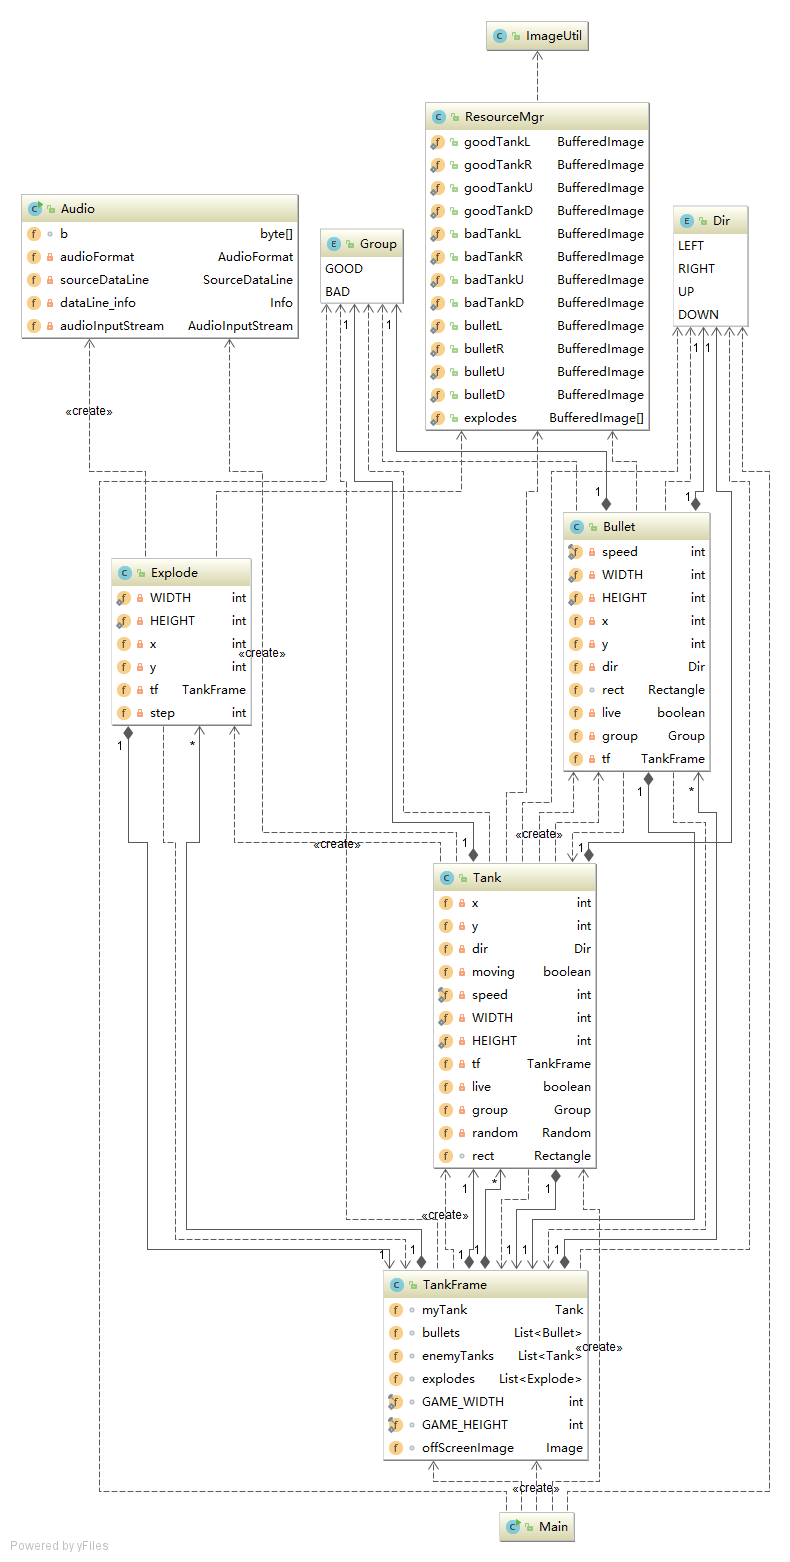 ImageUtil
ResourceMgr
goodTankL BufferedImage
goodTankR BufferedImage
goodTankU BufferedImage
goodTankD BufferedImage
badTankL BufferedImage
badTankR BufferedImage
badTankU BufferedImage
badTankD BufferedImage
bulletL BufferedImage
bulletR BufferedImage
bulletU BufferedImage
bulletD BufferedImage
explodes BufferedImage[]
Audio
b byte[]
audioFormat AudioFormat
sourceDataLine SourceDataLine
dataLine_info Info
audioInputStream AudioInputStream
Group
GOOD
BAD
Dir
LEFT
RIGHT
UP
DOWN
1
1
1
1
«create»
1
1
Bullet
speed int
WIDTH int
HEIGHT int
x int
y int
dir Dir
rect Rectangle
live boolean
group Group
tf TankFrame
Explode
WIDTH int
HEIGHT int
x int
y int
tf TankFrame
step int
«create»
1
*
1
*
«create»
«create»
1
1
Tank
x int
y int
dir Dir
moving boolean
speed int
WIDTH int
HEIGHT int
tf TankFrame
live boolean
group Group
random Random
rect Rectangle
1
*
1
«create»
1
1
1
1
1
1
1
TankFrame
myTank Tank
bullets List<Bullet>
enemyTanks List<Tank>
explodes List<Explode>
GAME_WIDTH int
GAME_HEIGHT int
offScreenImage Image
«create»
«create»
Main
Powered by yFiles